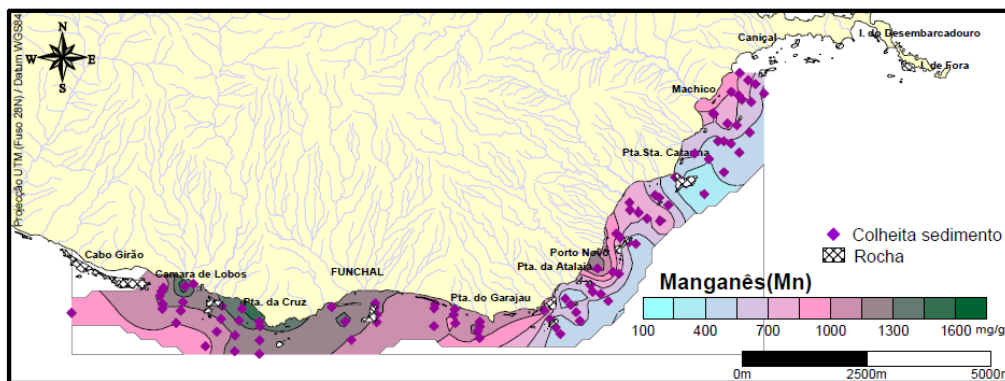 N
W E
S
Projecção UTM (Fuso 28N) / Datum WGS84
Caniçal
I. do Desembarcadouro
I. de Fora
Machico
Pta.Sta. Catarina
Colheita sedimento
Rocha
Cabo Girão
Camara de Lobos
FUNCHAL
Pta. da Cruz
Porto Novo
Pta. da Atalaia
Pta. do Garajau
Manganês(Mn)
100 400 700 1000 1300 1600 mg/g
0m 2500m 5000m